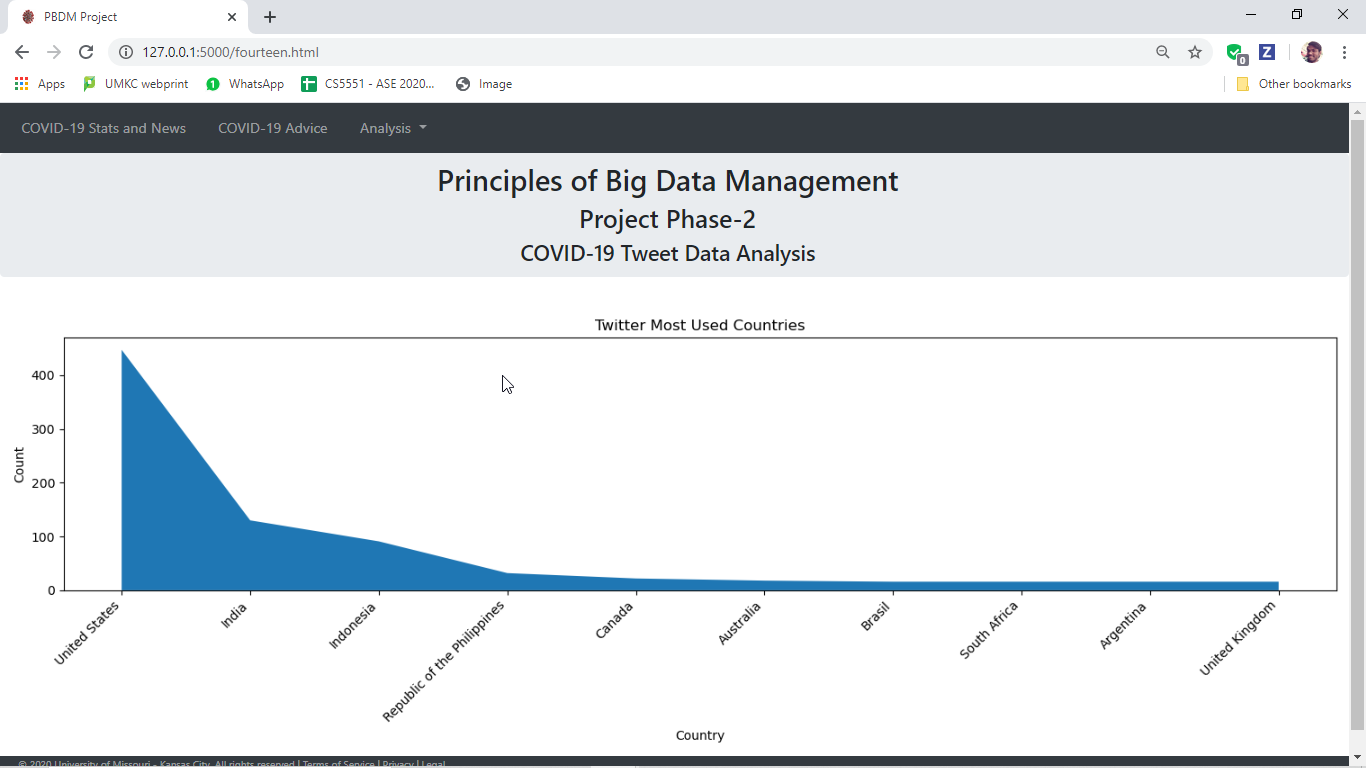 PBDM Project
127.0.0.1:5000/fourteen.html
0
Z
Apps
UMKC webprint
1
WhatsApp
CS5551 - ASE 2020...
Image
Other bookmarks
COVID-19 Stats and News
COVID-19 Advice
Analysis
Principles of Big Data Management
Project Phase-2
COVID-19 Tweet Data Analysis
Twitter Most Used Countries
400
300
200
100
0
Count
United States
India
Indonesia
Republic of the Philippines
Canada
Australia
Brasil
South Africa
Argentina
United Kingdom
Country
© 2020 University of Missouri - Kansas City. All rights reserved | Terms of Service | Privacy | Legal